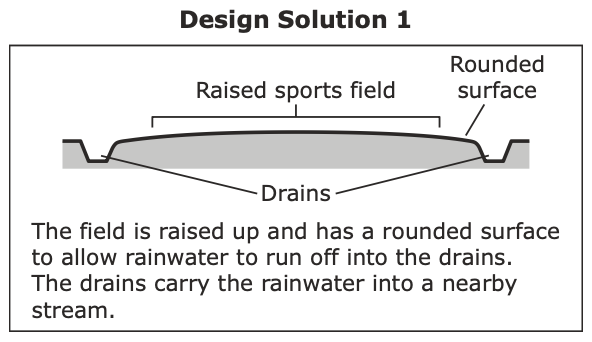 Design Solution 1
Rounded
surface
Raised sports field
Drains
The field is raised up and has a rounded surface
to allow rainwater to run off into the drains.
The drains carry the rainwater into a nearby
stream.